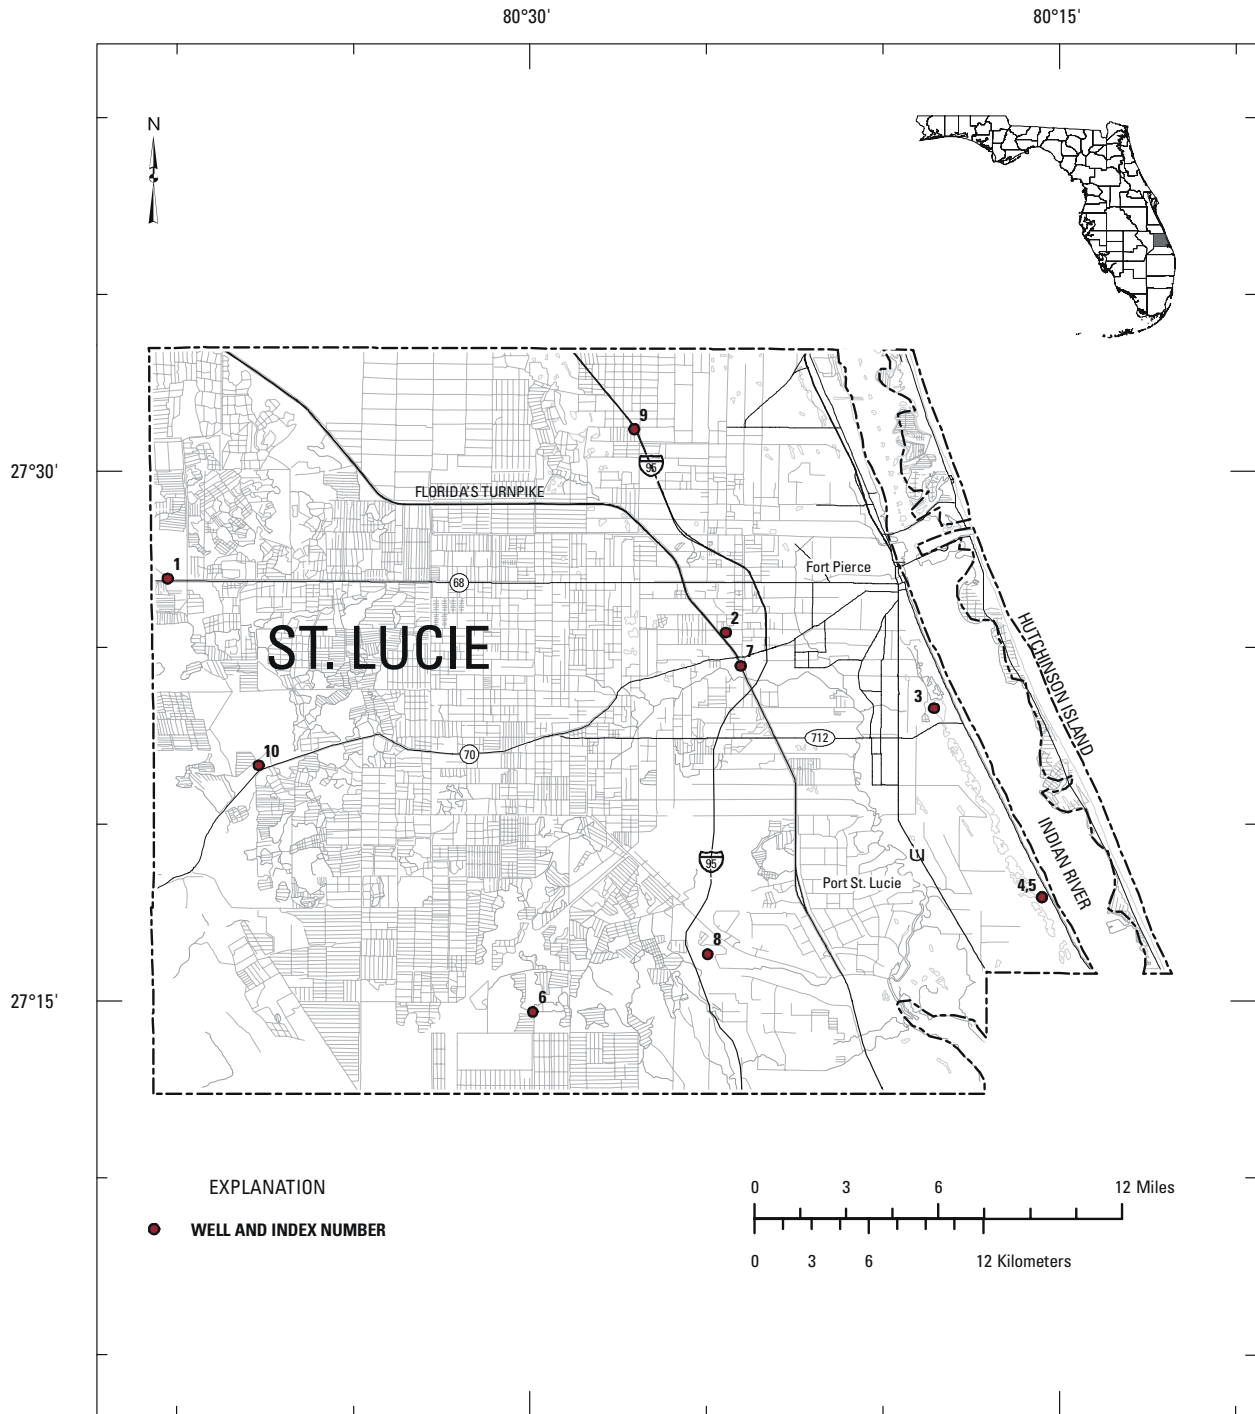 80°30' 80°15'
N
9
27°30'
95
FLORIDA'S TURNPIKE
1
68
Fort Pierce
2
ST. LUCIE
HUTCHINSON ISLAND
7
3
712
10
70
INDIAN RIVER
95
Port St. Lucie
4,5
8
6
27°15'
EXPLANATION
WELL AND INDEX NUMBER
0 3 6 12 Miles
0 3 6 12 Kilometers